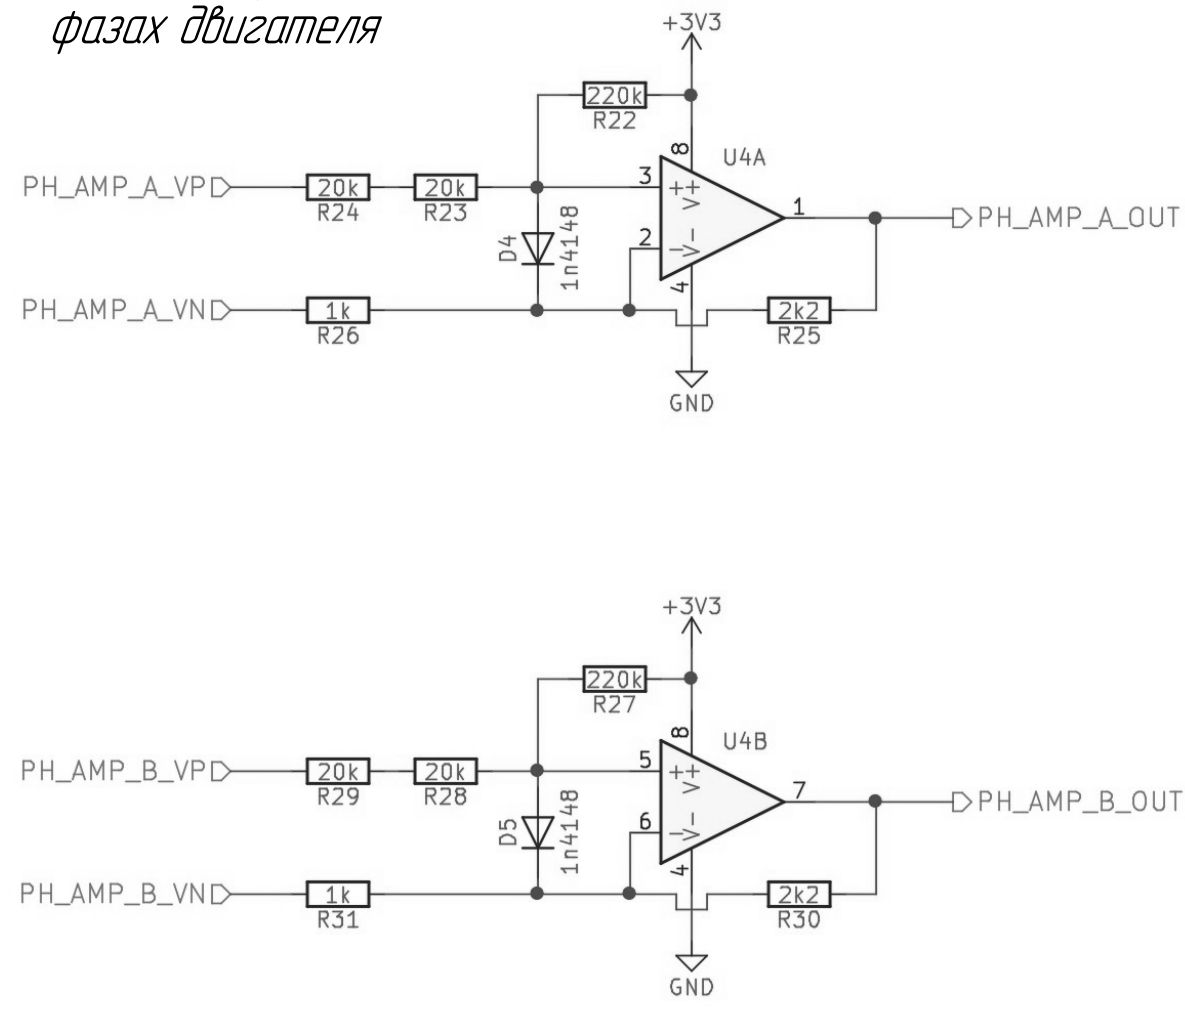 фазах двигателя
+3V3
220k
R22
8
U4A
PH_AMP_A_VP
20k
R24
20k
R23
3
++
V
1
PH_AMP_A_OUT
D4
1n4148
2
-V-
4
PH_AMP_A_VN
1k
R26
2k2
R25
GND
+3V3
220k
R27
8
U4B
PH_AMP_B_VP
20k
R29
20k
R28
5
++
V
7
PH_AMP_B_OUT
D5
1n4148
6
-V-
4
PH_AMP_B_VN
1k
R31
2k2
R30
GND